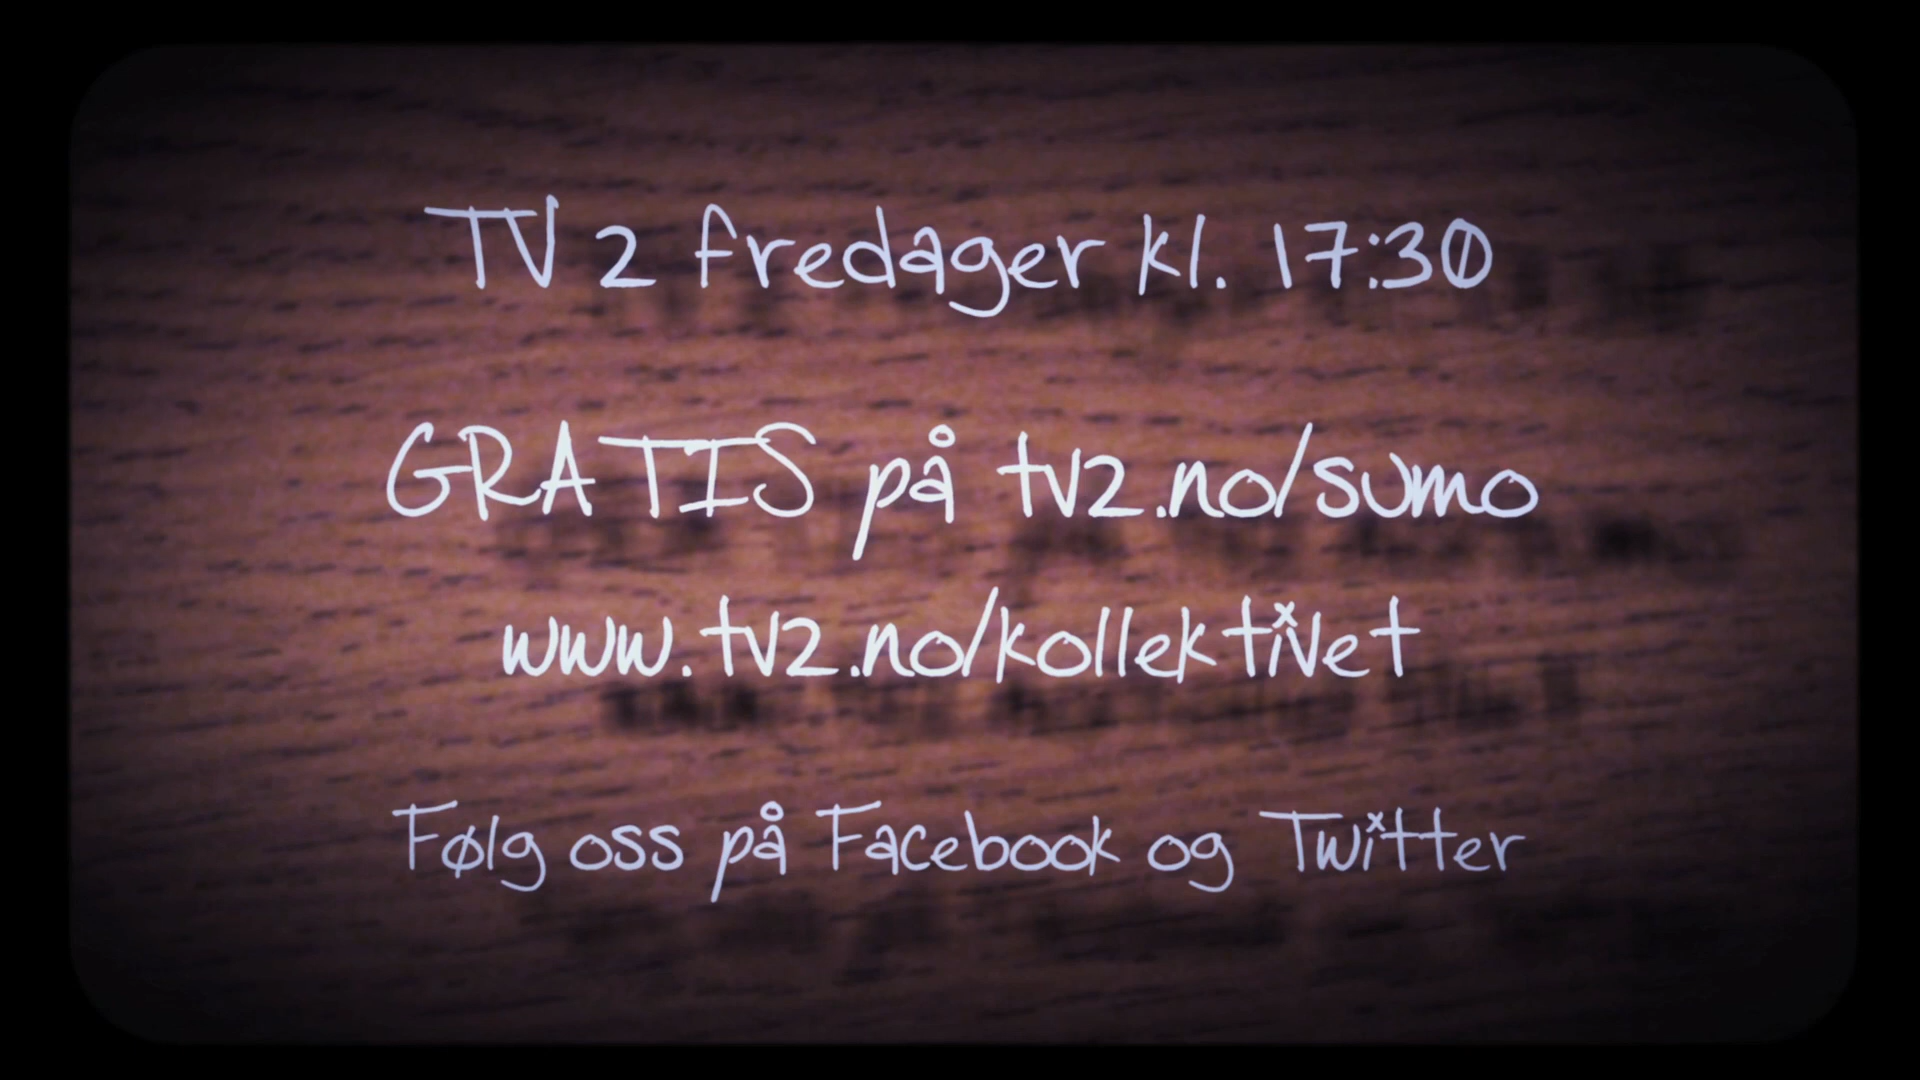 TV 2 fredager kl. 17:30
GRATIS på tv2.no/sumo
www.tv2.no/kollektivet
Følg oss på Facebook og Twitter